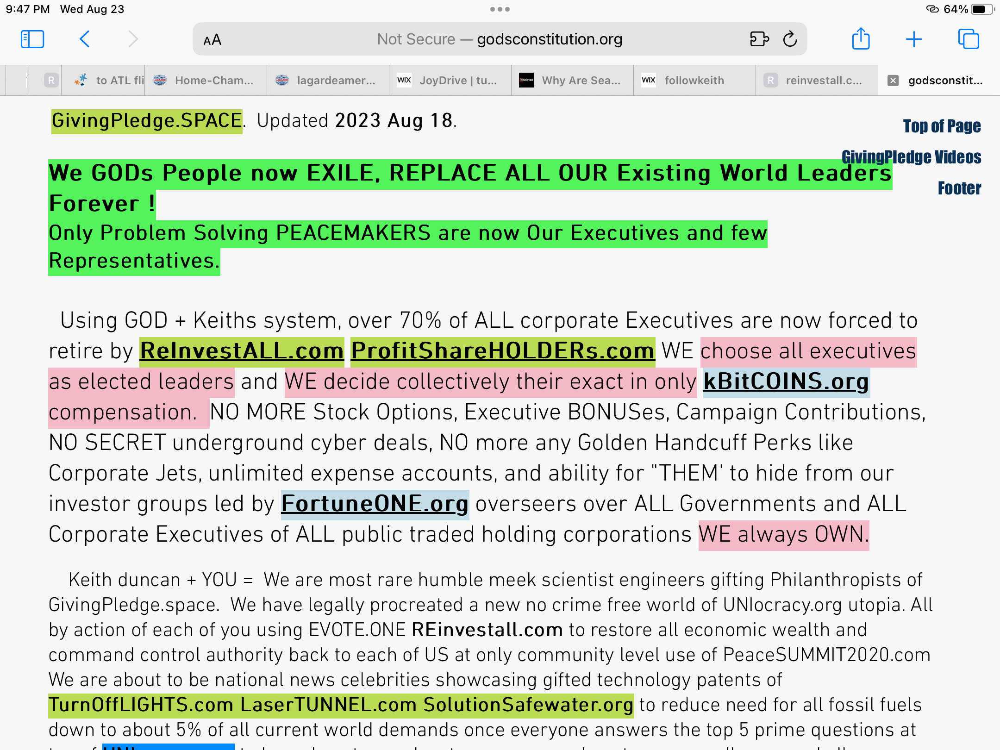 9:47 PM Wed Aug 23
64%
AA Not Secure — godsconstitution.org
R to ATL fli Home-Cham... lagardeamer... WIX JoyDrive | tu... DISCOVER Why Are Sea... WIX followkeith R reinvestall.c... godsconstit...
GivingPledge.SPACE. Updated 2023 Aug 18.
Top of Page
GivingPledge Videos
Footer
We GODs People now EXILE, REPLACE ALL OUR Existing World Leaders
Forever !
Only Problem Solving PEACEMAKERS are now Our Executives and few
Representatives.
Using GOD + Keiths system, over 70% of ALL corporate Executives are now forced to
retire by ReInvestALL.com ProfitShareHOLDERs.com WE choose all executives
as elected leaders and WE decide collectively their exact in only kBitCOINS.org
compensation. NO MORE Stock Options, Executive BONUSes, Campaign Contributions,
NO SECRET underground cyber deals, NO more any Golden Handcuff Perks like
Corporate Jets, unlimited expense accounts, and ability for "THEM' to hide from our
investor groups led by FortuneONE.org overseers over ALL Governments and ALL
Corporate Executives of ALL public traded holding corporations WE always OWN.
Keith duncan + YOU = We are most rare humble meek scientist engineers gifting Philanthropists of
GivingPledge.space. We have legally procreated a new no crime free world of UNIocracy.org utopia. All
by action of each of you using EVOTE.ONE REinvestall.com to restore all economic wealth and
command control authority back to each of US at only community level use of PeaceSUMMIT2020.com
We are about to be national news celebrities showcasing gifted technology patents of
TurnOffLIGHTS.com LaserTUNNEL.com SolutionSafewater.org to reduce need for all fossil fuels
down to about 5% of all current world demands once everyone answers the top 5 prime questions at